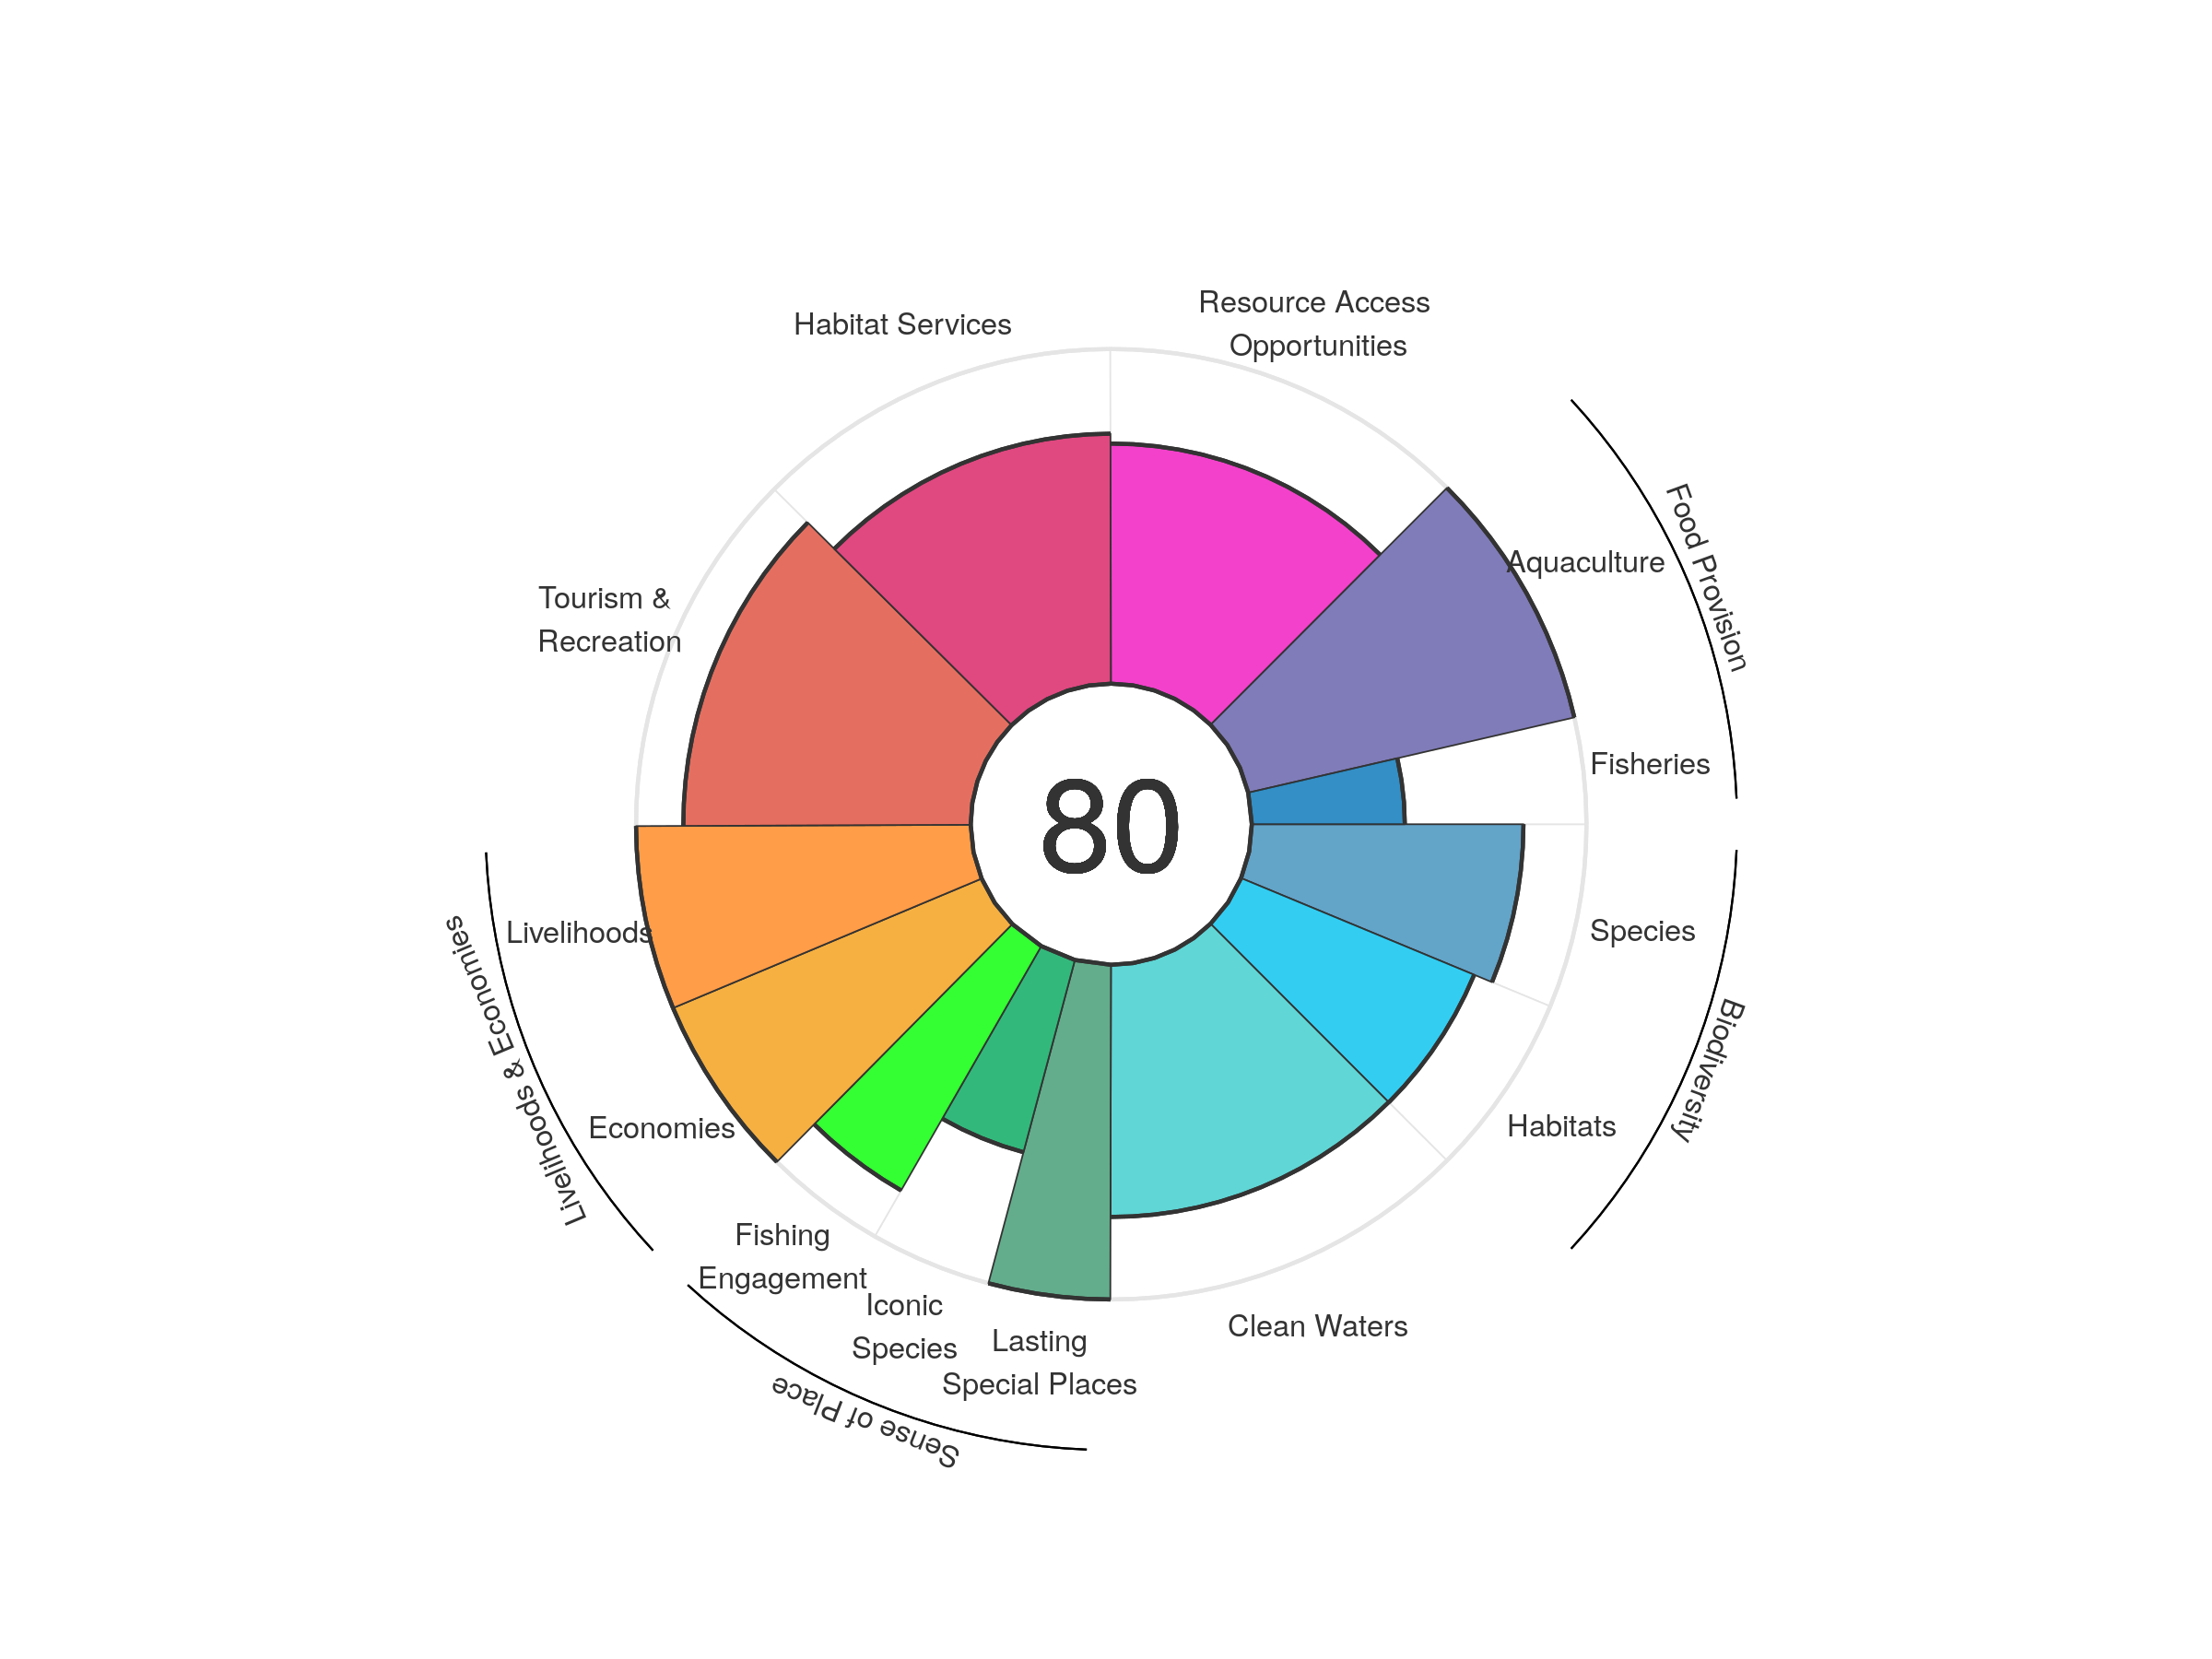 Resource Access
Opportunities
Habitat Services
Food Provision
Aquaculture
Tourism &
Recreation
Fisheries
80
Species
Livelihoods
Biodiversity
Livelihoods & Economies
Habitats
Economies
Fishing
Engagement
Iconic
Species
Lasting
Special Places
Clean Waters
Sense of Place